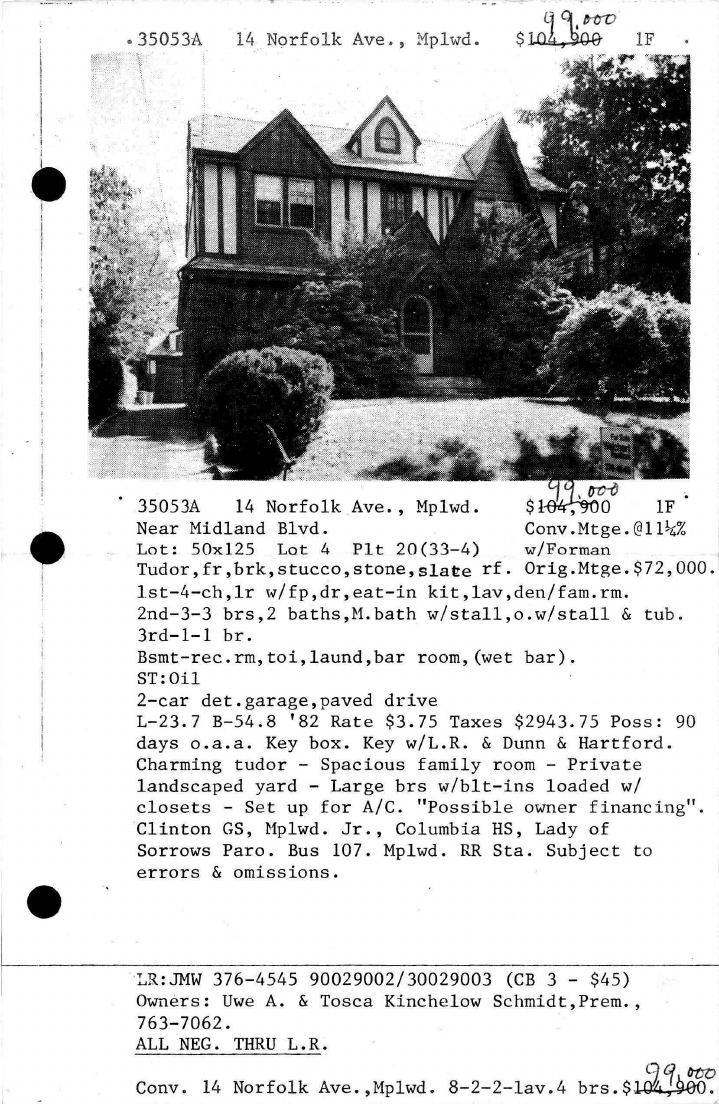 99,000
35053A 14 Norfolk Ave., Mplwd. $104,900 1F
For Sale
99,000
35053A 14 Norfolk Ave., Mplwd. $104,900 1F
Near Midland Blvd. Conv.Mtge.@11¼%
Lot: 50x125 Lot 4 Plt 20(33-4) w/Forman
Tudor,fr,brk,stucco,stone,slate rf. Orig.Mtge.$72,000.
1st-4-ch,lr w/fp,dr,eat-in kit,lav,den/fam.rm.
2nd-3-3 brs,2 baths,M.bath w/stall,o.w/stall & tub.
3rd-1-1 br.
Bsmt-rec.rm,toi,laund,bar room,(wet bar).
ST:Oil
2-car det.garage,paved drive
L-23.7 B-54.8 '82 Rate $3.75 Taxes $2943.75 Poss: 90
days o.a.a. Key box. Key w/L.R. & Dunn & Hartford.
Charming tudor - Spacious family room - Private
landscaped yard - Large brs w/blt-ins loaded w/
closets - Set up for A/C. "Possible owner financing".
Clinton GS, Mplwd. Jr., Columbia HS, Lady of
Sorrows Paro. Bus 107. Mplwd. RR Sta. Subject to
errors & omissions.
LR:JMW 376-4545 90029002/30029003 (CB 3 - $45)
Owners: Uwe A. & Tosca Kinchelow Schmidt,Prem.,
763-7062.
ALL NEG. THRU L.R.
99,000
Conv. 14 Norfolk Ave.,Mplwd. 8-2-2-lav.4 brs.$104,900.